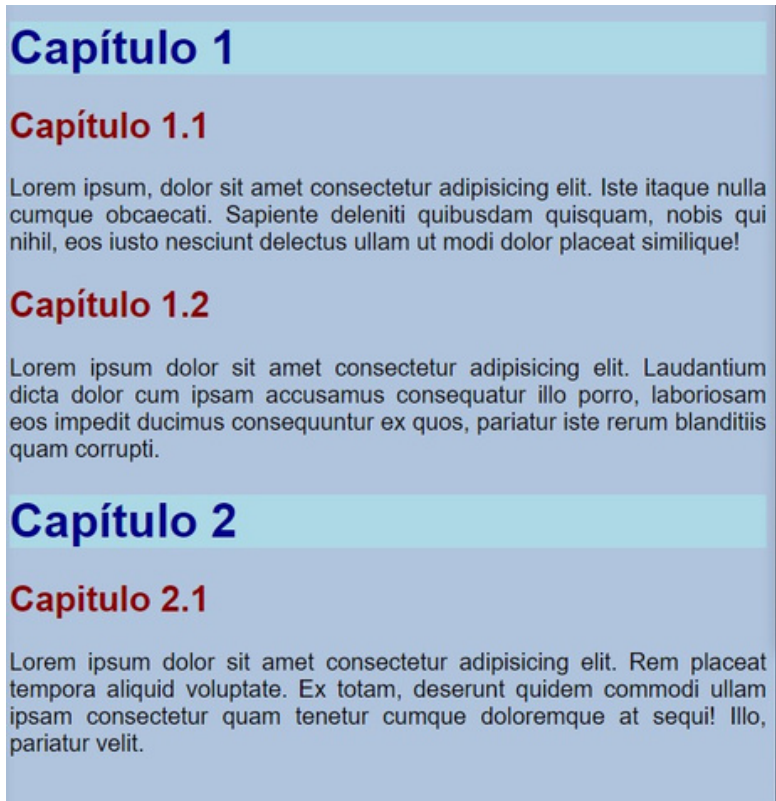 Capítulo 1
Capítulo 1.1
Lorem ipsum, dolor sit amet consectetur adipisicing elit. Iste itaque nulla
cumque obcaecati. Sapiente deleniti quibusdam quisquam, nobis qui
nihil, eos iusto nesciunt delectus ullam ut modi dolor placeat similique!
Capítulo 1.2
Lorem ipsum dolor sit amet consectetur adipisicing elit. Laudantium
dicta dolor cum ipsam accusamus consequatur illo porro, laboriosam
eos impedit ducimus consequuntur ex quos, pariatur iste rerum blanditiis
quam corrupti.
Capítulo 2
Capitulo 2.1
Lorem ipsum dolor sit amet consectetur adipisicing elit. Rem placeat
tempora aliquid voluptate. Ex totam, deserunt quidem commodi ullam
ipsam consectetur quam tenetur cumque doloremque at sequi! Illo,
pariatur velit.